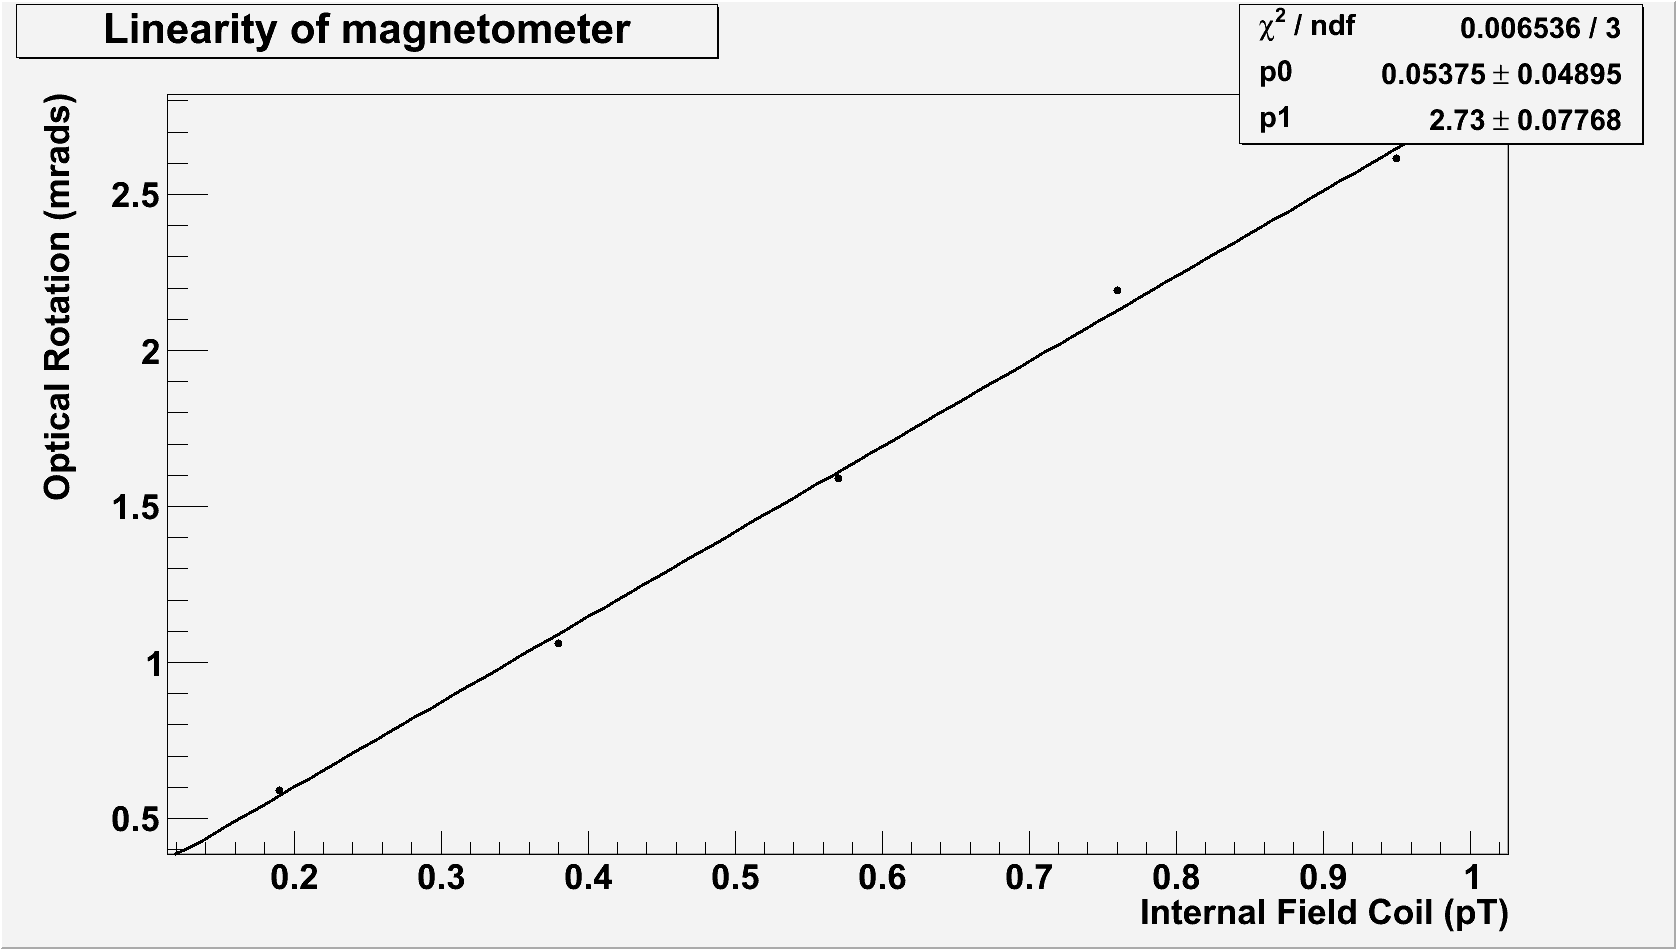 Linearity of magnetometer
χ² / ndf 0.006536 / 3
p0 0.05375 ± 0.04895
p1 2.73 ± 0.07768
Optical Rotation (mrads)
2.5
2
1.5
1
0.5
0.2 0.3 0.4 0.5 0.6 0.7 0.8 0.9 1
Internal Field Coil (pT)